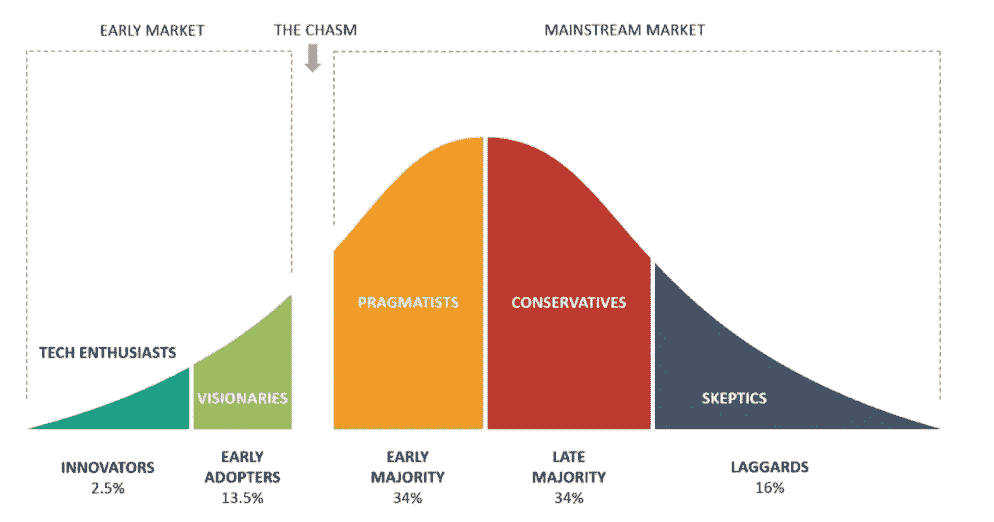 EARLY MARKET
THE CHASM
MAINSTREAM MARKET
TECH ENTHUSIASTS
VISIONARIES
PRAGMATISTS
CONSERVATIVES
SKEPTICS
INNOVATORS
2.5%
EARLY
ADOPTERS
13.5%
EARLY
MAJORITY
34%
LATE
MAJORITY
34%
LAGGARDS
16%